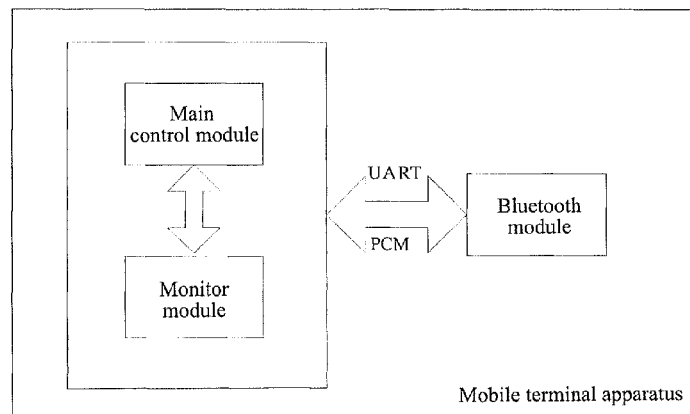 Main
control module
UART
Bluetooth
module
PCM
Monitor
module
Mobile terminal apparatus